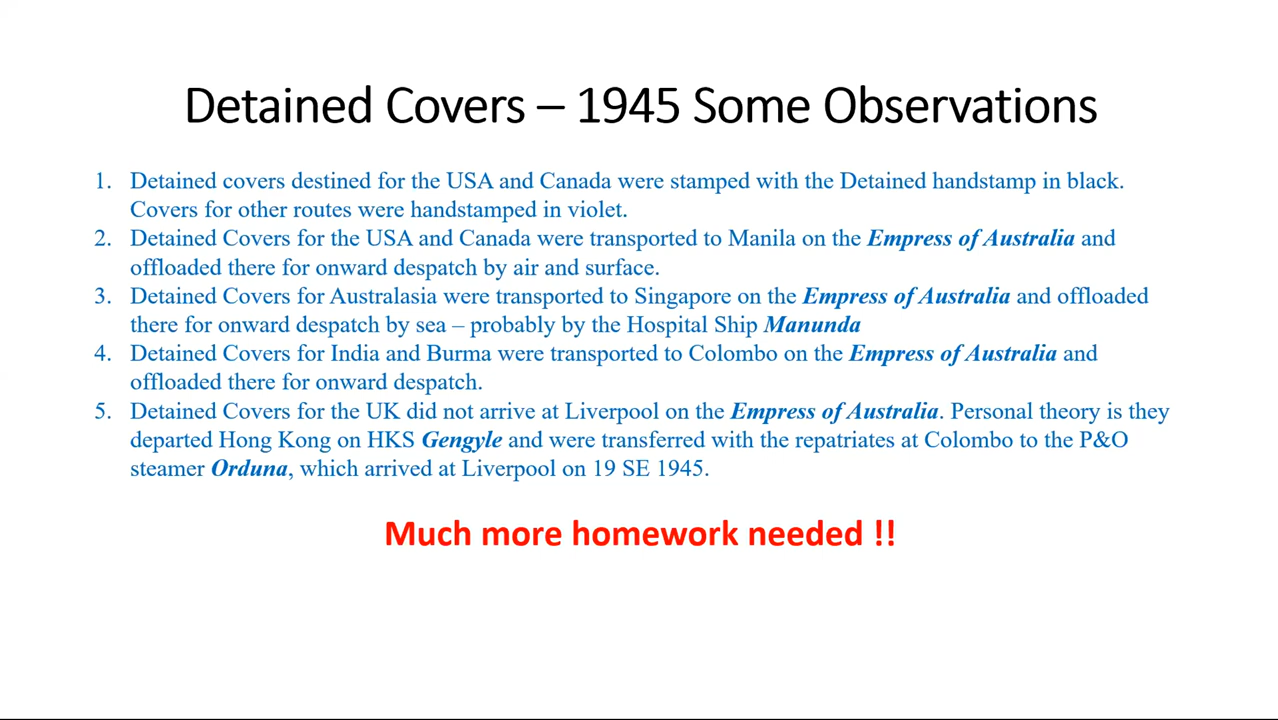 Detained Covers – 1945 Some Observations
1. Detained covers destined for the USA and Canada were stamped with the Detained handstamp in black.
Covers for other routes were handstamped in violet.
2. Detained Covers for the USA and Canada were transported to Manila on the Empress of Australia and
offloaded there for onward despatch by air and surface.
3. Detained Covers for Australasia were transported to Singapore on the Empress of Australia and offloaded
there for onward despatch by sea – probably by the Hospital Ship Manunda
4. Detained Covers for India and Burma were transported to Colombo on the Empress of Australia and
offloaded there for onward despatch.
5. Detained Covers for the UK did not arrive at Liverpool on the Empress of Australia. Personal theory is they
departed Hong Kong on HKS Gengyle and were transferred with the repatriates at Colombo to the P&O
steamer Orduna, which arrived at Liverpool on 19 SE 1945.
Much more homework needed !!